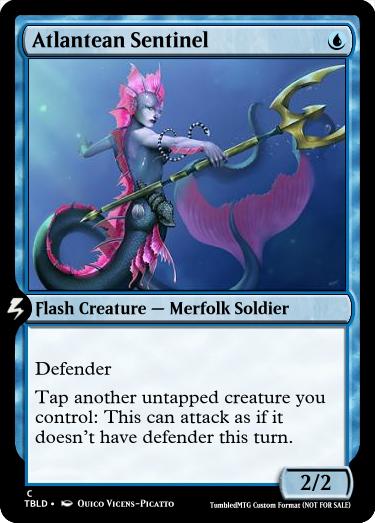 Atlantean Sentinel
Flash Creature — Merfolk Soldier
Defender
Tap another untapped creature you
control: This can attack as if it
doesn't have defender this turn.
2/2
C
TBLD • Quico Vicens-Picatto
TumbledMTG Custom Format (NOT FOR SALE)